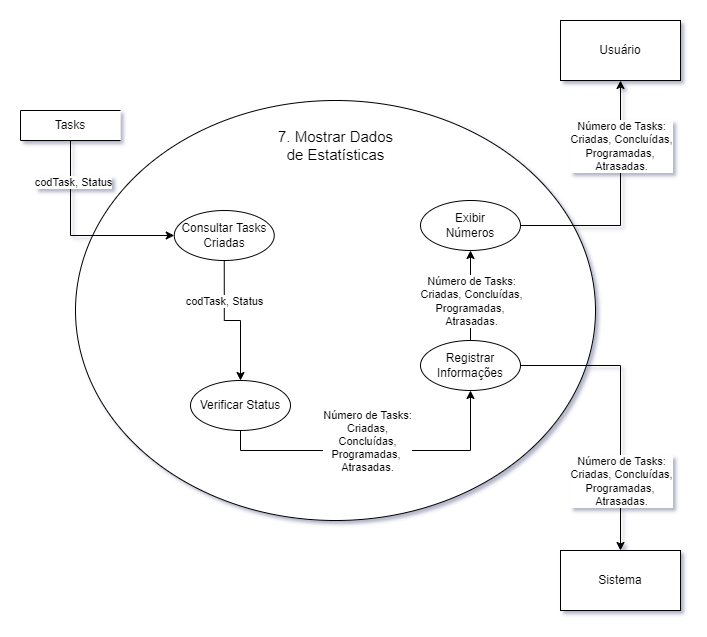 Usuário
Tasks
7. Mostrar Dados
de Estatísticas
Número de Tasks:
Criadas, Concluídas,
Programadas,
Atrasadas.
codTask, Status
Consultar Tasks
Criadas
Exibir
Números
codTask, Status
Número de Tasks:
Criadas, Concluídas,
Programadas,
Atrasadas.
Registrar
Informações
Verificar Status
Número de Tasks:
Criadas,
Concluídas,
Programadas,
Atrasadas.
Número de Tasks:
Criadas, Concluídas,
Programadas,
Atrasadas.
Sistema